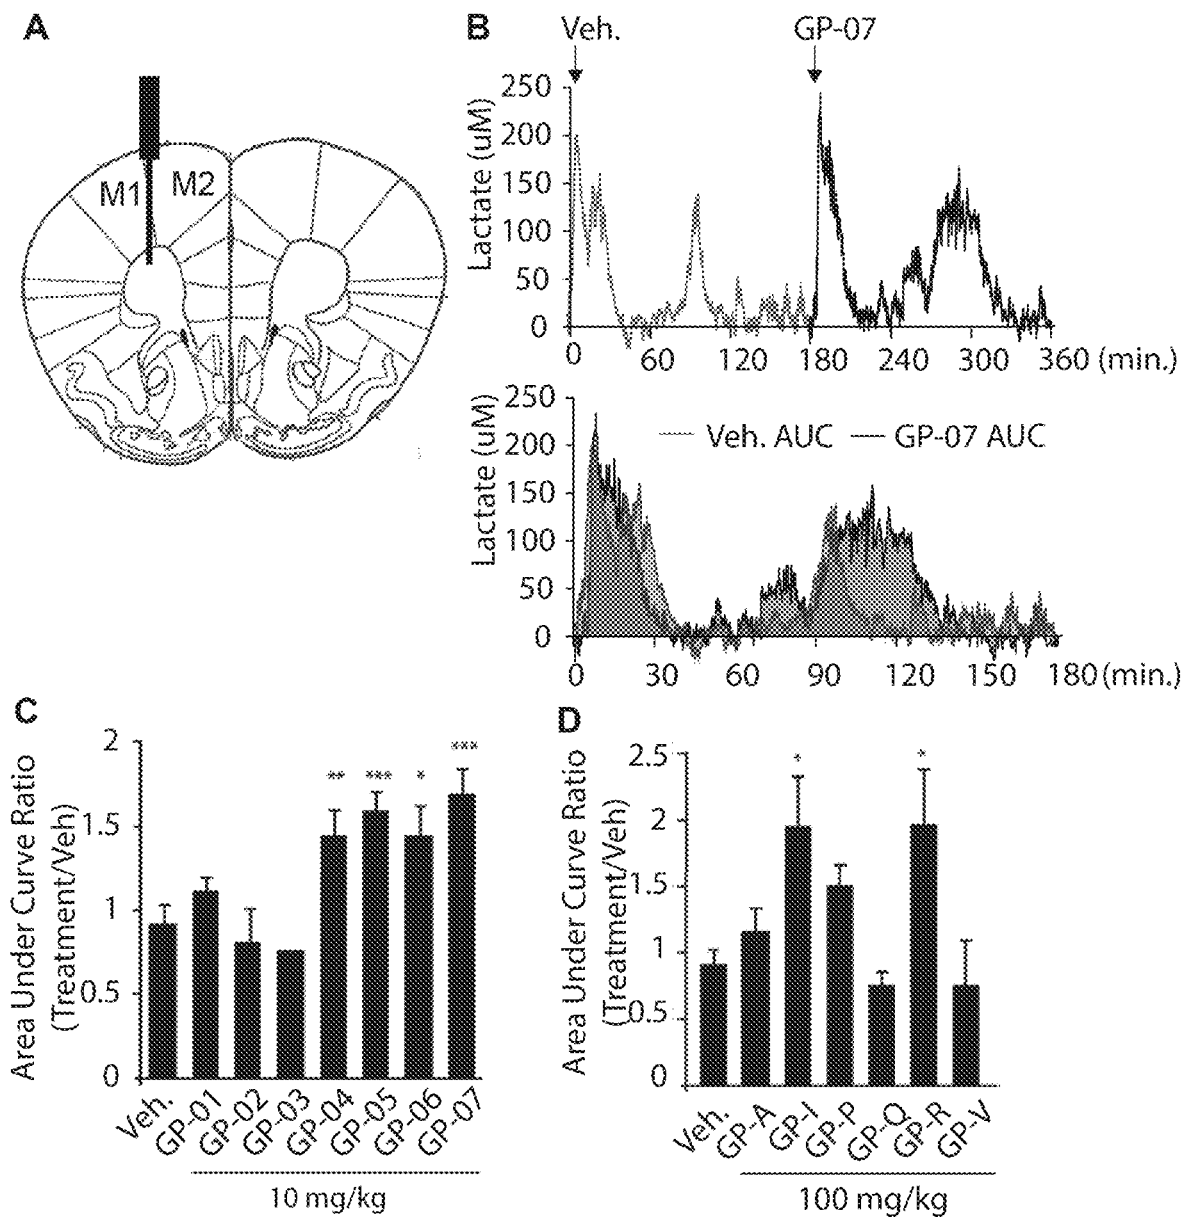 A
M1
M2
B
Veh.
GP-07
Lactate (uM)
250
200
150
100
50
0
0 60 120 180 240 300 360 (min.)
Lactate (uM)
250
200
150
100
50
0
Veh. AUC
GP-07 AUC
0 30 60 90 120 150 180 (min.)
C
Area Under Curve Ratio
(Treatment/Veh)
2
1.5
1
0.5
0
**
***
*
***
Veh.
GP-01
GP-02
GP-03
GP-04
GP-05
GP-06
GP-07
10 mg/kg
D
Area Under Curve Ratio
(Treatment/Veh)
2.5
2
1.5
1
0.5
0
*
*
Veh.
GP-A
GP-I
GP-P
GP-Q
GP-R
GP-V
100 mg/kg